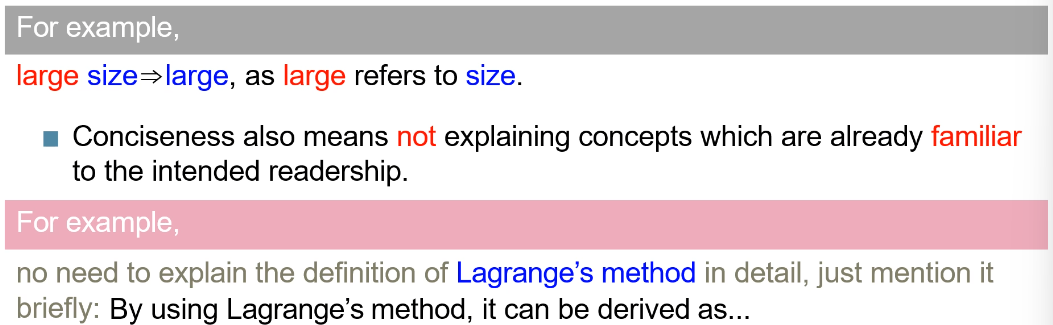 For example,
large size⇒large, as large refers to size.
Conciseness also means not explaining concepts which are already familiar
to the intended readership.
For example,
no need to explain the definition of Lagrange’s method in detail, just mention it
briefly: By using Lagrange’s method, it can be derived as...